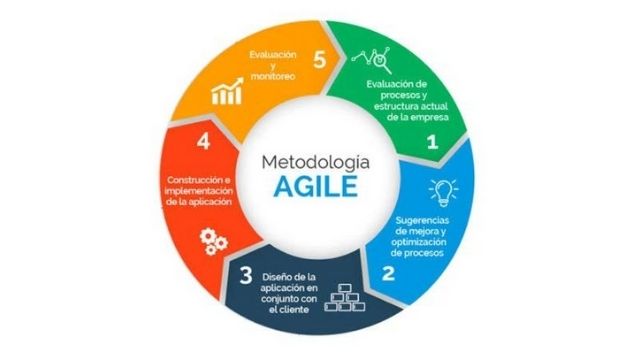 Metodología
AGILE
Evaluación de
procesos y
estructura actual
de la empresa
1
Sugerencias
de mejora y
optimización
de procesos
2
3
Diseño de la
aplicación en
conjunto con
el cliente
4
Construcción e
implementación
de la aplicación
5
Evaluación
y
monitoreo